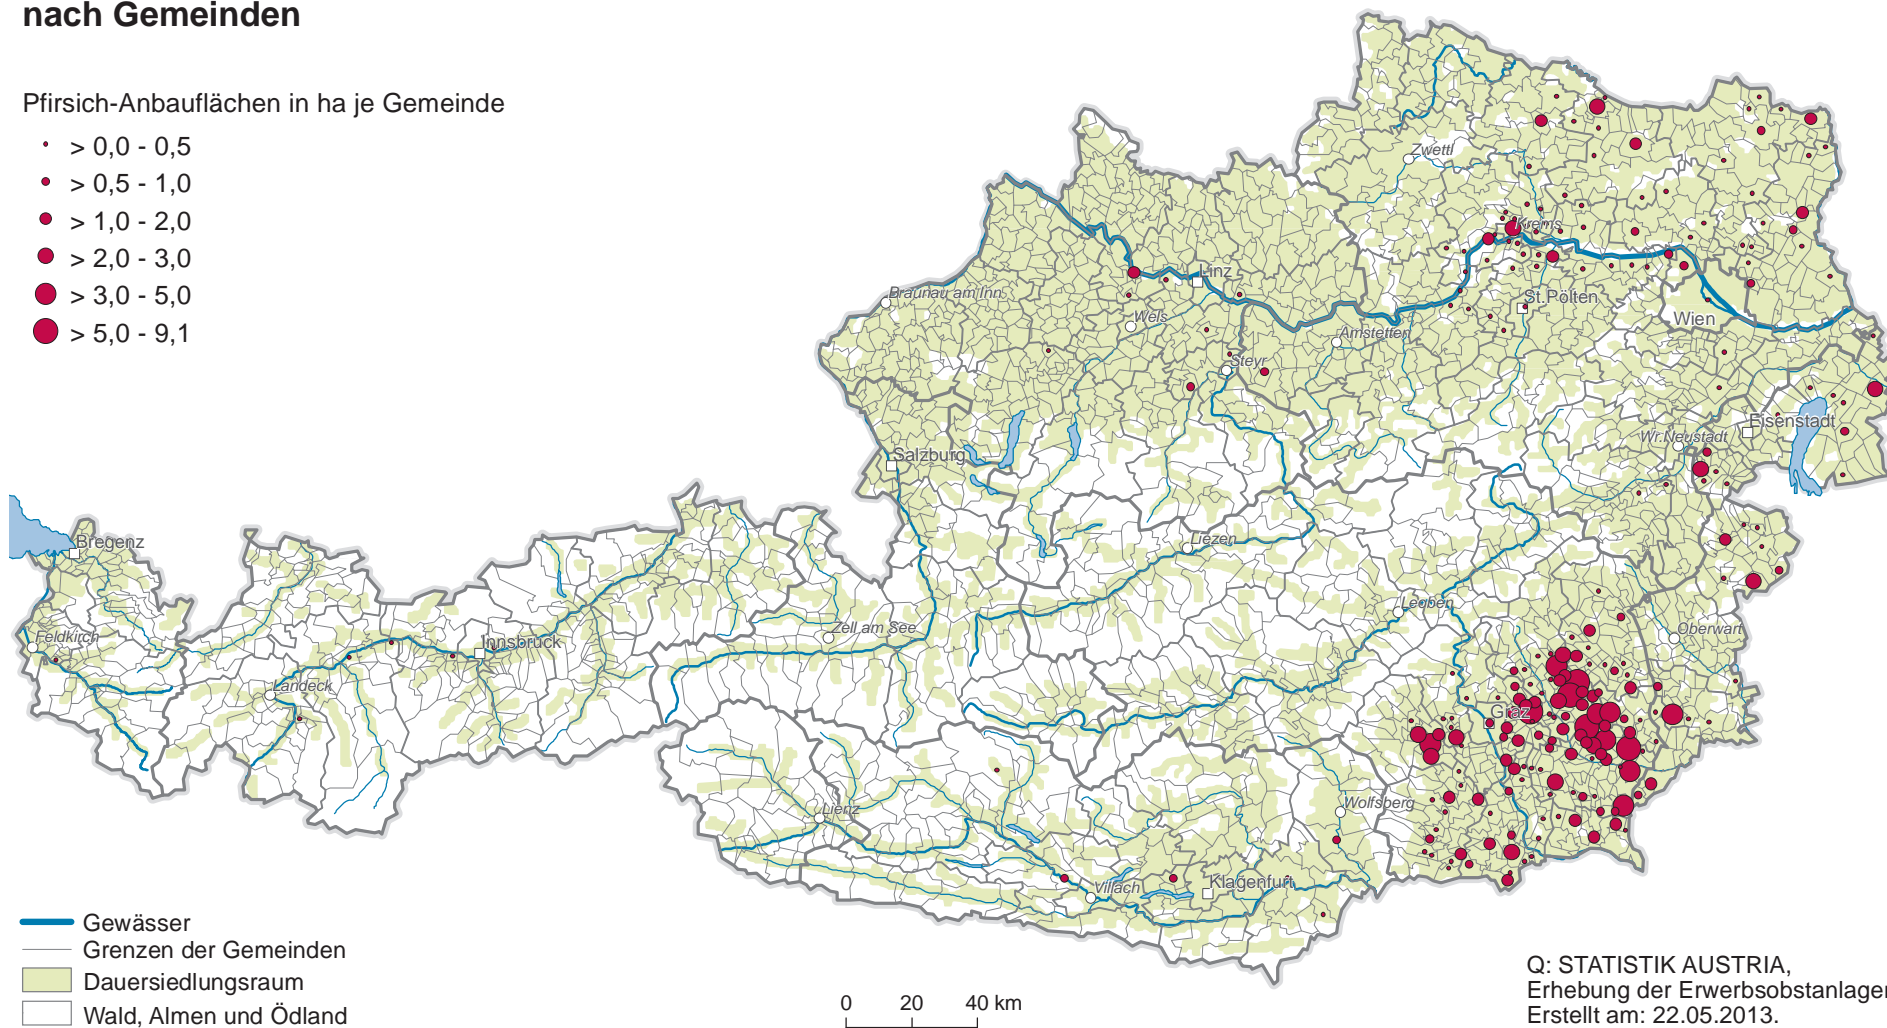 nach Gemeinden
Pfirsich-Anbauflächen in ha je Gemeinde
> 0,0 - 0,5
> 0,5 - 1,0
> 1,0 - 2,0
> 2,0 - 3,0
> 3,0 - 5,0
> 5,0 - 9,1
Zwettl
Krems
Linz
Braunau am Inn
St.Pölten
Wels
Wien
Amstetten
Steyr
Eisenstadt
Wr.Neustadt
Salzburg
Bregenz
Liezen
Leoben
Feldkirch
Innsbruck
Zell am See
Oberwart
Landeck
Graz
Lienz
Wolfsberg
Villach
Klagenfurt
Gewässer
Grenzen der Gemeinden
Dauersiedlungsraum
Wald, Almen und Ödland
0 20 40 km
Q: STATISTIK AUSTRIA,
Erhebung der Erwerbsobstanlagen
Erstellt am: 22.05.2013.